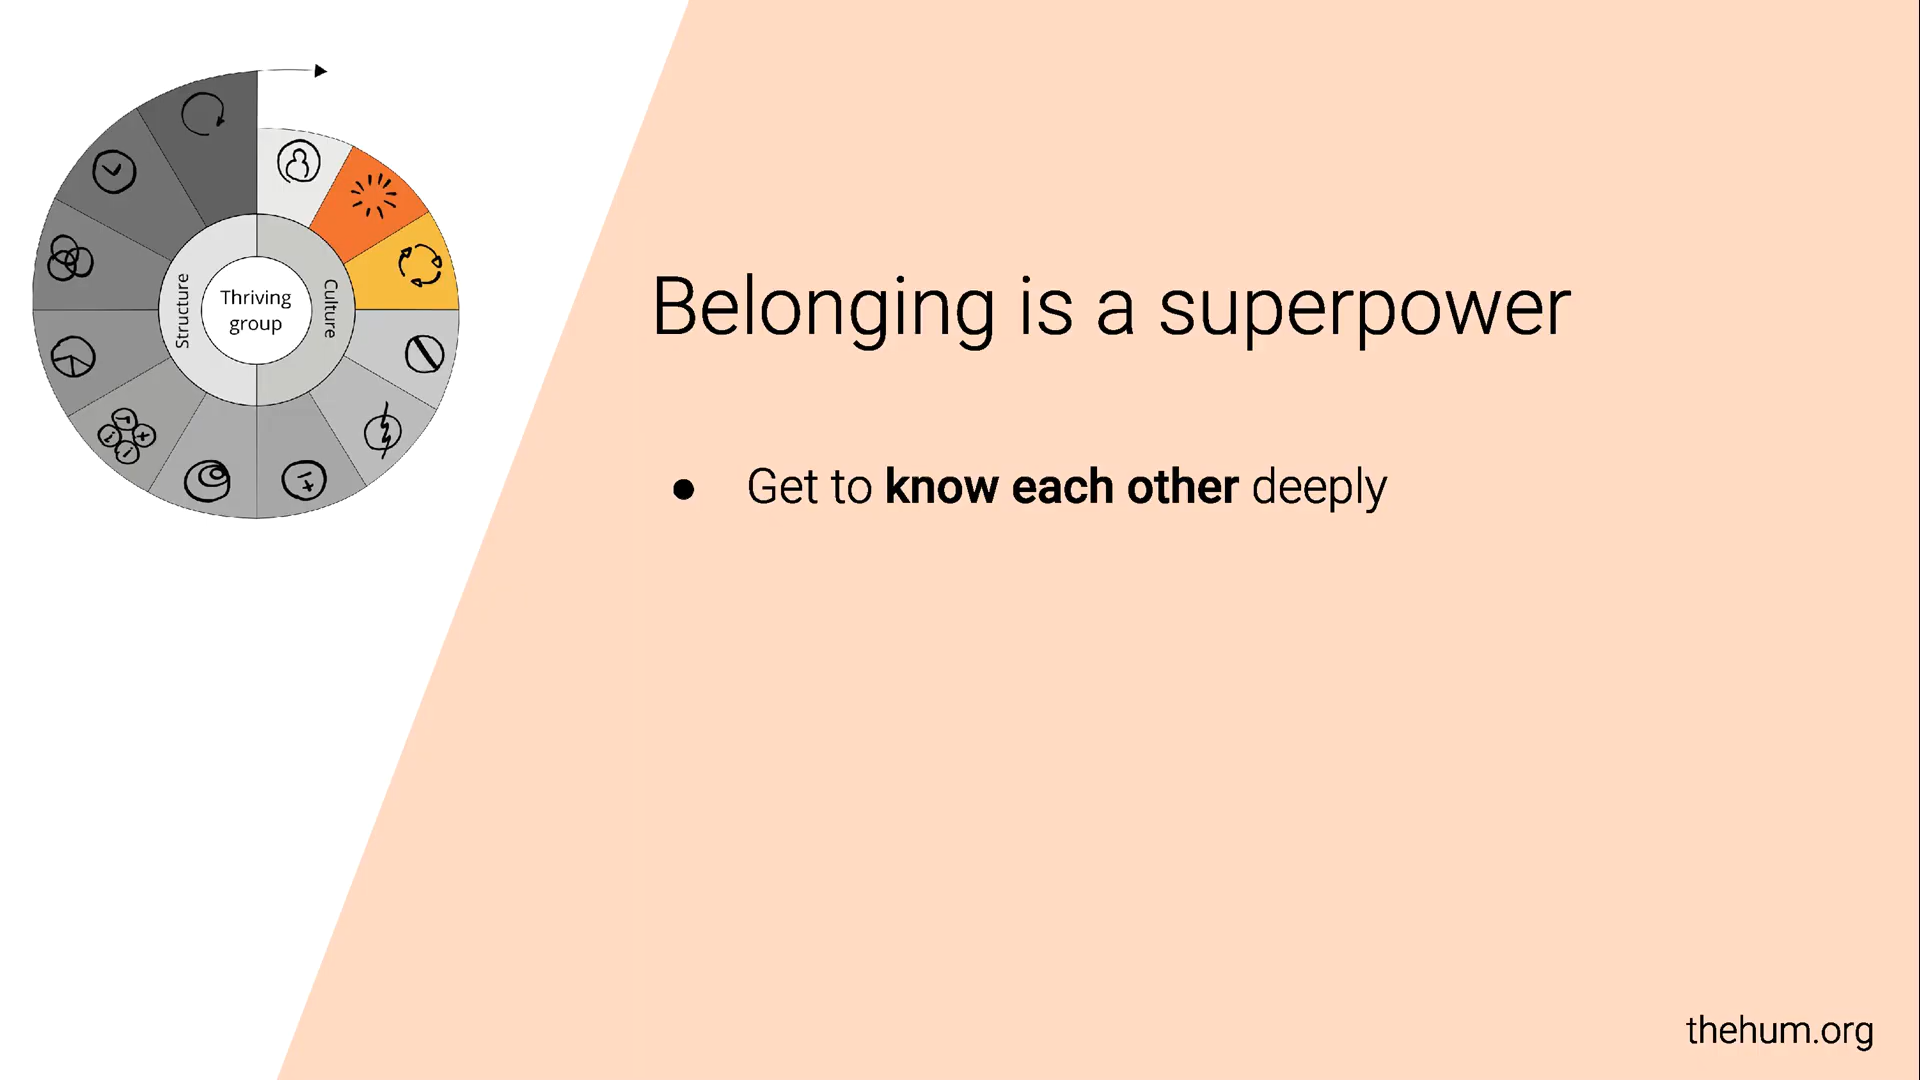 Thriving
group
Structure
Culture
Belonging is a superpower
● Get to know each other deeply
thehum.org